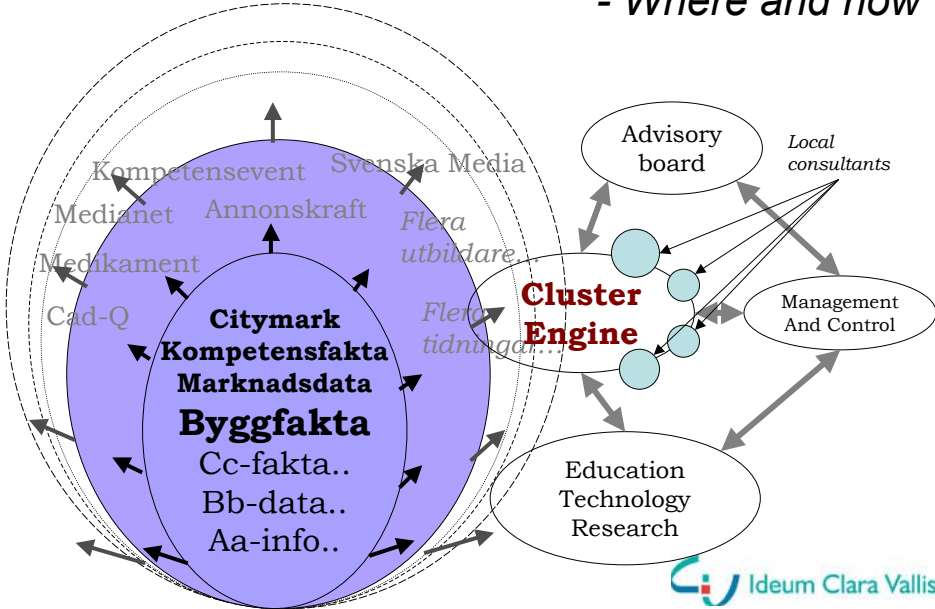 - Where and how
Advisory
board
Local
consultants
Kompetensevent
Svenska Media
Medianet
Annonskraft
Flera
utbildare...
Medikament
Cad-Q
Flera
tidningar...
Cluster
Engine
Management
And Control
Citymark
Kompetensfakta
Marknadsdata
Byggfakta
Cc-fakta..
Bb-data..
Aa-info..
Education
Technology
Research
Ideum Clara Vallis